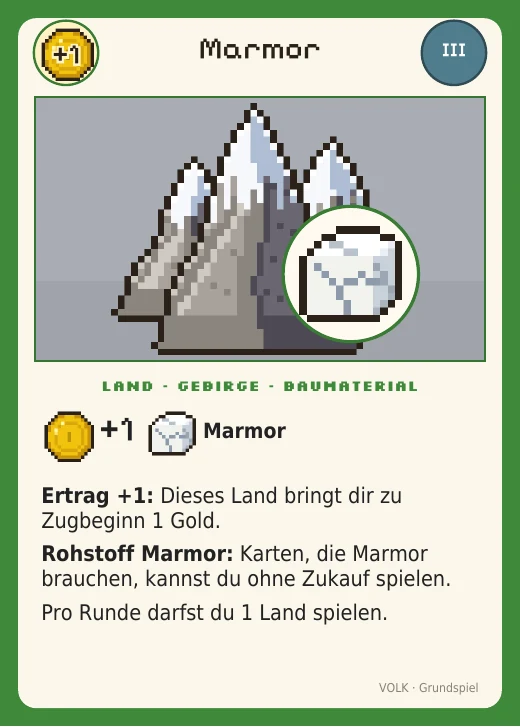 +1
Marmor
III
LAND - GEBIRGE - BAUMATERIAL
+1 Marmor
Ertrag +1: Dieses Land bringt dir zu
Zugbeginn 1 Gold.
Rohstoff Marmor: Karten, die Marmor
brauchen, kannst du ohne Zukauf spielen.
Pro Runde darfst du 1 Land spielen.
VOLK · Grundspiel